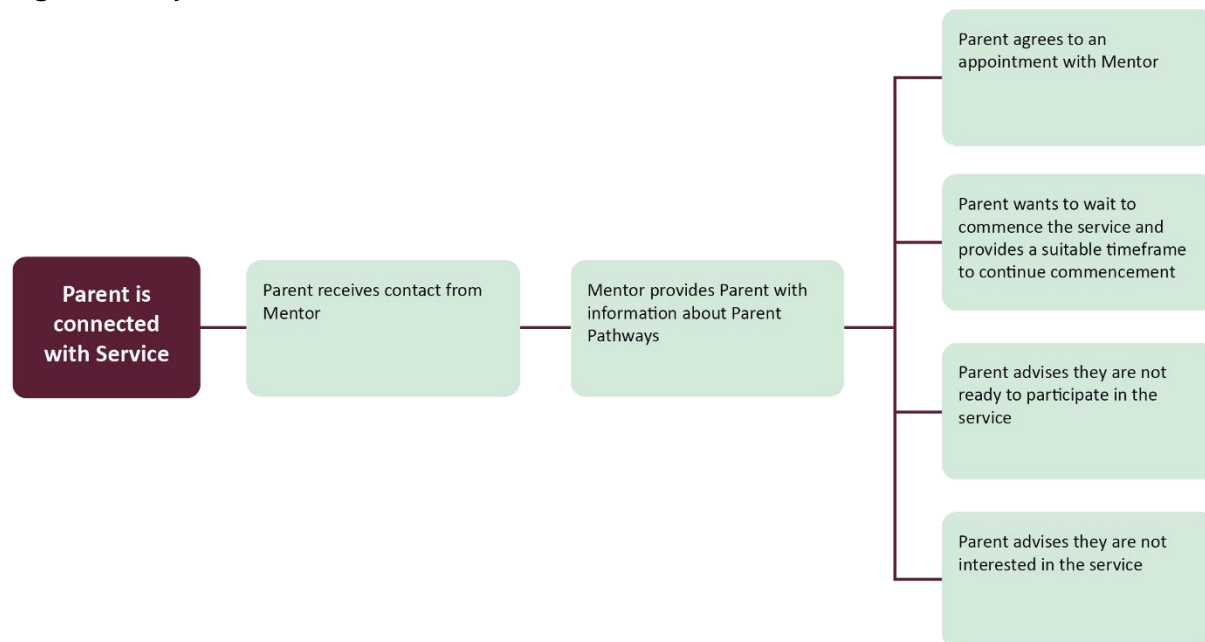 Parent is
connected
with Service
Parent receives contact from
Mentor
Mentor provides Parent with
information about Parent
Pathways
Parent agrees to an
appointment with Mentor
Parent wants to wait to
commence the service and
provides a suitable timeframe
to continue commencement
Parent advises they are not
ready to participate in the
service
Parent advises they are not
interested in the service